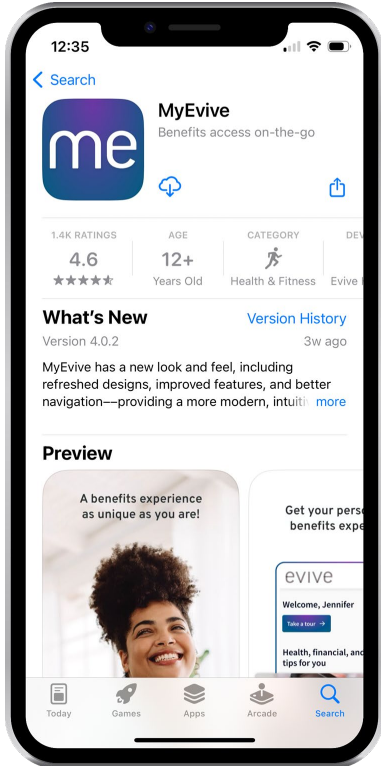 12:35
Search
me
MyEvive
Benefits access on-the-go
1.4K RATINGS
4.6
AGE
12+
Years Old
CATEGORY
Health & Fitness
DEV
Evive
What's New
Version History
Version 4.0.2
3w ago
MyEvive has a new look and feel, including
refreshed designs, improved features, and better
navigation––providing a more modern, intuiti more
Preview
A benefits experience
as unique as you are!
Get your pers
benefits expe
evive
Welcome, Jennifer
Take a tour →
Health, financial, and
tips for you
Today
Games
Apps
Arcade
Search